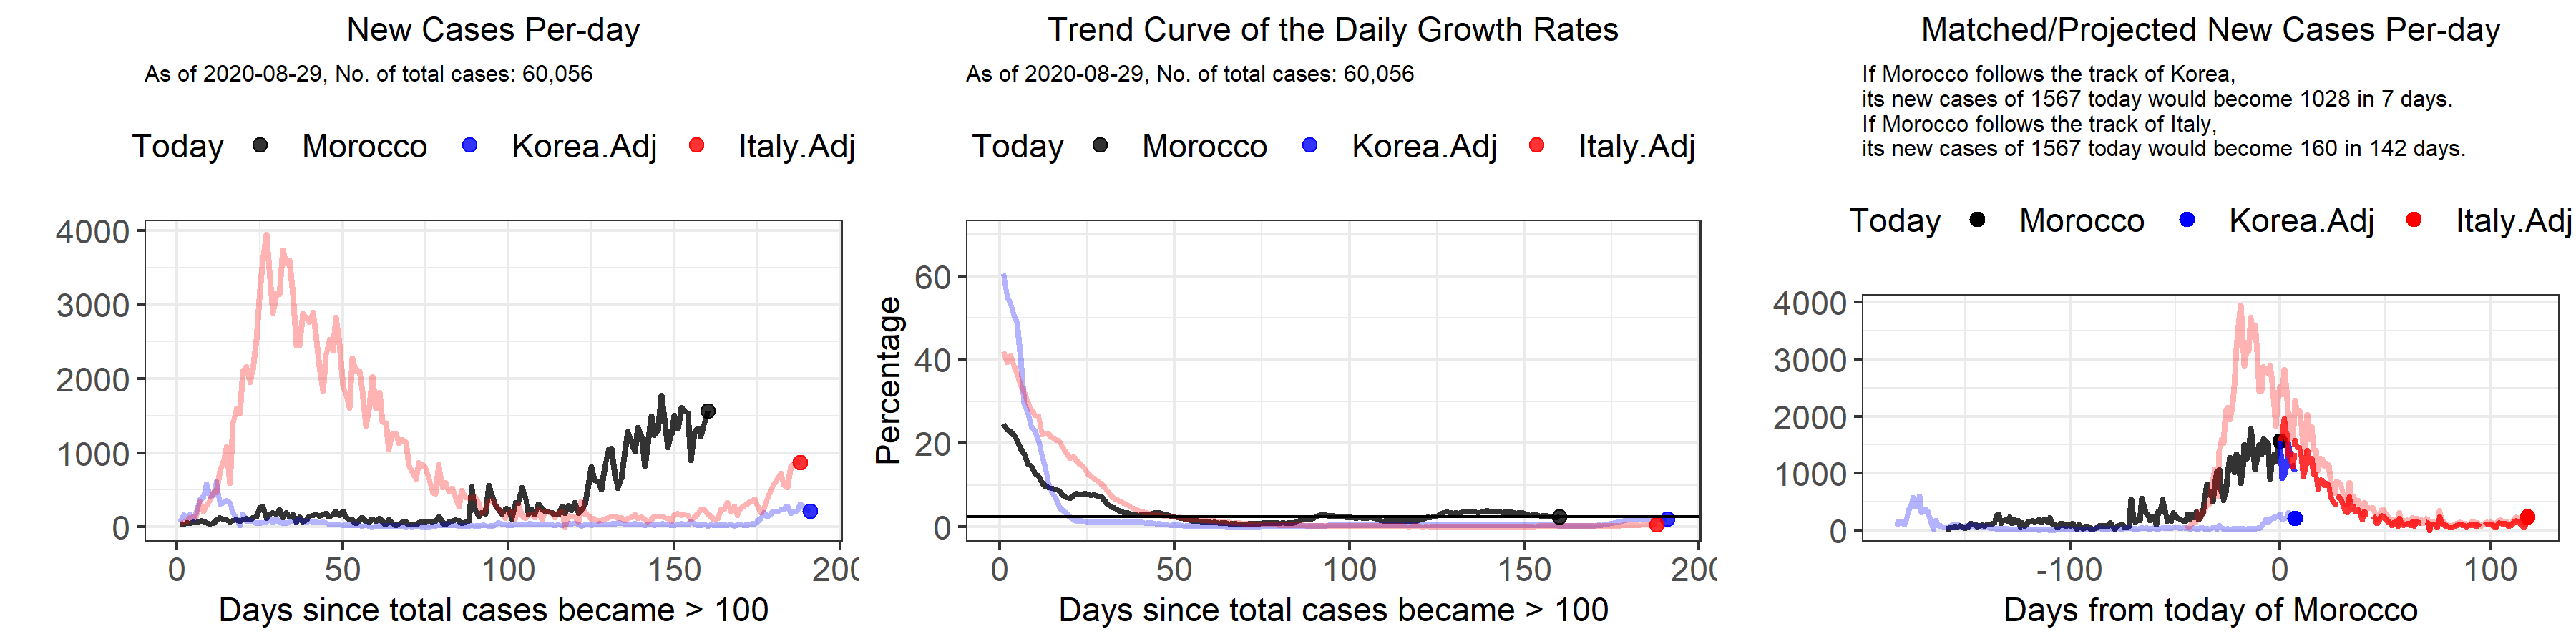 New Cases Per-day
As of 2020-08-29, No. of total cases: 60,056
Today Morocco Korea.Adj Italy.Adj
4000
3000
2000
1000
0
0 50 100 150 200
Days since total cases became > 100
Trend Curve of the Daily Growth Rates
As of 2020-08-29, No. of total cases: 60,056
Today Morocco Korea.Adj Italy.Adj
Percentage
60
40
20
0
0 50 100 150 200
Days since total cases became > 100
Matched/Projected New Cases Per-day
If Morocco follows the track of Korea,
its new cases of 1567 today would become 1028 in 7 days.
If Morocco follows the track of Italy,
its new cases of 1567 today would become 160 in 142 days.
Today Morocco Korea.Adj Italy.Adj
4000
3000
2000
1000
0
-100 0 100
Days from today of Morocco